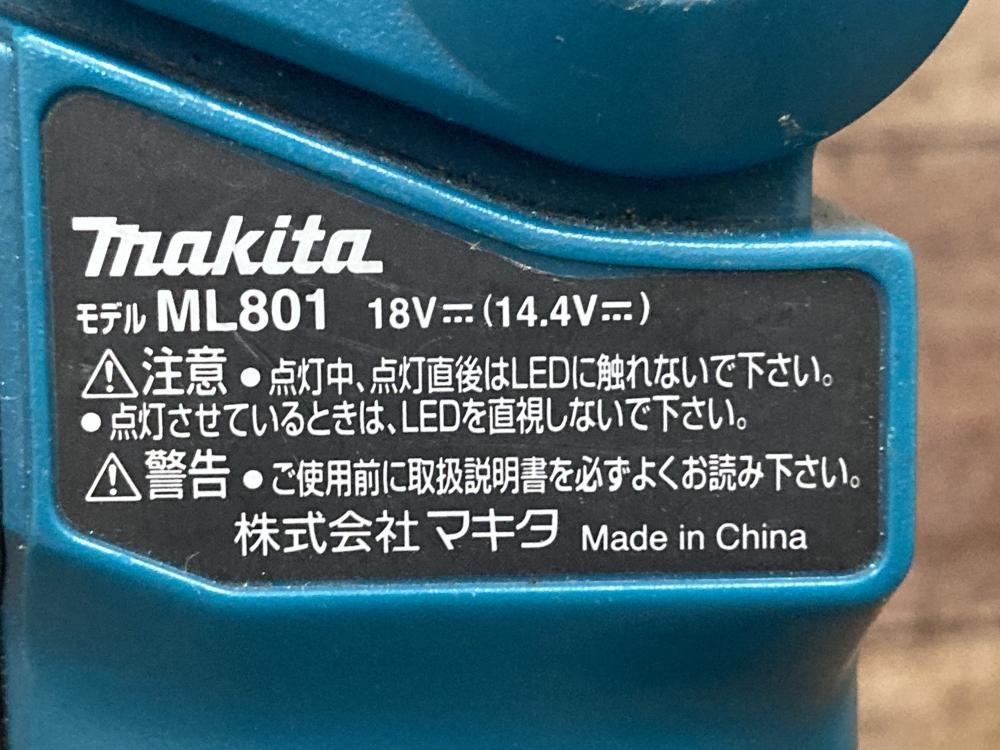 makita
モデル ML801 18V⎓(14.4V⎓)
⚠注意 ●点灯中、点灯直後はLEDに触れないで下さい。
●点灯させているときは、LEDを直視しないで下さい。
⚠警告 ●ご使用前に取扱説明書を必ずよくお読み下さい。
株式会社マキタ Made in China